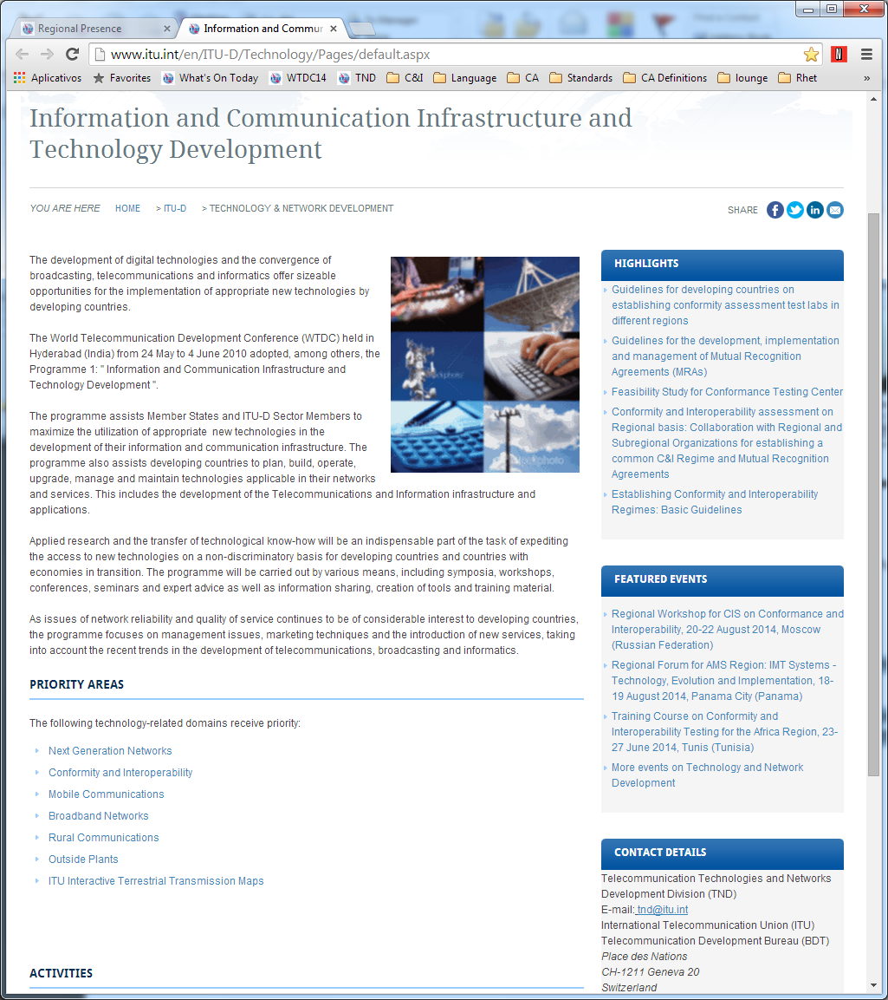 Regional Presence
Information and Commu
www.itu.int/en/ITU-D/Technology/Pages/default.aspx
Aplicativos Favorites What's On Today WTDC14 TND C&I Language CA Standards CA Definitions lounge Rhet »
Information and Communication Infrastructure and
Technology Development
YOU ARE HERE HOME > ITU-D > TECHNOLOGY & NETWORK DEVELOPMENT
SHARE
The development of digital technologies and the convergence of
broadcasting, telecommunications and informatics offer sizeable
opportunities for the implementation of appropriate new technologies by
developing countries.
The World Telecommunication Development Conference (WTDC) held in
Hyderabad (India) from 24 May to 4 June 2010 adopted, among others, the
Programme 1: " Information and Communication Infrastructure and
Technology Development ".
The programme assists Member States and ITU-D Sector Members to
maximize the utilization of appropriate  new technologies in the
development of their information and communication infrastructure. The
programme also assists developing countries to plan, build, operate,
upgrade, manage and maintain technologies applicable in their networks
and services. This includes the development of the Telecommunications and Information infrastructure and
applications.
Applied research and the transfer of technological know-how will be an indispensable part of the task of expediting
the access to new technologies on a non-discriminatory basis for developing countries and countries with
economies in transition. The programme will be carried out by various means, including symposia, workshops,
conferences, seminars and expert advice as well as information sharing, creation of tools and training material.
As issues of network reliability and quality of service continues to be of considerable interest to developing countries,
the programme focuses on management issues, marketing techniques and the introduction of new services, taking
into account the recent trends in the development of telecommunications, broadcasting and informatics.
PRIORITY AREAS
The following technology-related domains receive priority:
Next Generation Networks
Conformity and Interoperability
Mobile Communications
Broadband Networks
Rural Communications
Outside Plants
ITU Interactive Terrestrial Transmission Maps
ACTIVITIES
HIGHLIGHTS
Guidelines for developing countries on
establishing conformity assessment test labs in
different regions
Guidelines for the development, implementation
and management of Mutual Recognition
Agreements (MRAs)
Feasibility Study for Conformance Testing Center
Conformity and Interoperability assessment on
Regional basis: Collaboration with Regional and
Subregional Organizations for establishing a
common C&I Regime and Mutual Recognition
Agreements
Establishing Conformity and Interoperability
Regimes: Basic Guidelines
FEATURED EVENTS
Regional Workshop for CIS on Conformance and
Interoperability, 20-22 August 2014, Moscow
(Russian Federation)
Regional Forum for AMS Region: IMT Systems -
Technology, Evolution and Implementation, 18-
19 August 2014, Panama City (Panama)
Training Course on Conformity and
Interoperability Testing for the Africa Region, 23-
27 June 2014, Tunis (Tunisia)
More events on Technology and Network
Development
CONTACT DETAILS
Telecommunication Technologies and Networks
Development Division (TND)
E-mail: tnd@itu.int
International Telecommunication Union (ITU)
Telecommunication Development Bureau (BDT)
Place des Nations
CH-1211 Geneva 20
Switzerland